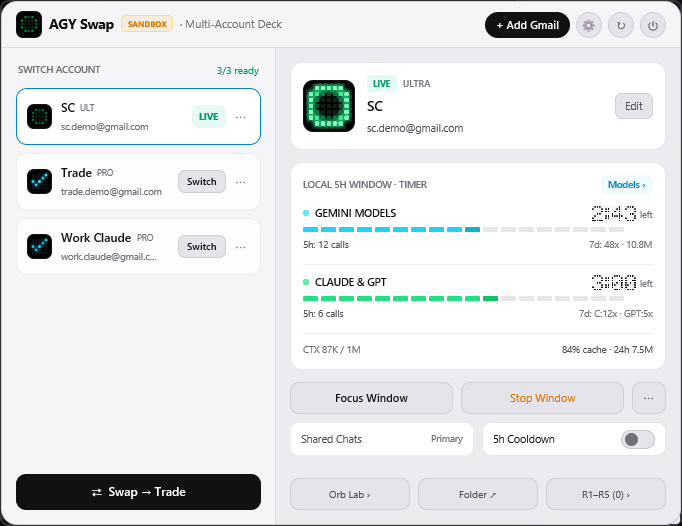 AGY Swap SANDBOX · Multi-Account Deck
+ Add Gmail
SWITCH ACCOUNT 3/3 ready
SC ULT
sc.demo@gmail.com
LIVE ...
Trade PRO
trade.demo@gmail.com
Switch ...
Work Claude PRO
work.claude@gmail.c...
Switch ...
⇄ Swap → Trade
LIVE ULTRA
SC
sc.demo@gmail.com
Edit
LOCAL 5H WINDOW · TIMER Models ›
GEMINI MODELS 2:43 left
5h: 12 calls 7d: 48x · 10.8M
CLAUDE & GPT 3:00 left
5h: 6 calls 7d: C:12x · GPT:5x
CTX 87K / 1M 84% cache · 24h 7.5M
Focus Window Stop Window ...
Shared Chats Primary 5h Cooldown
Orb Lab › Folder ↗ R1–R5 (0) ›